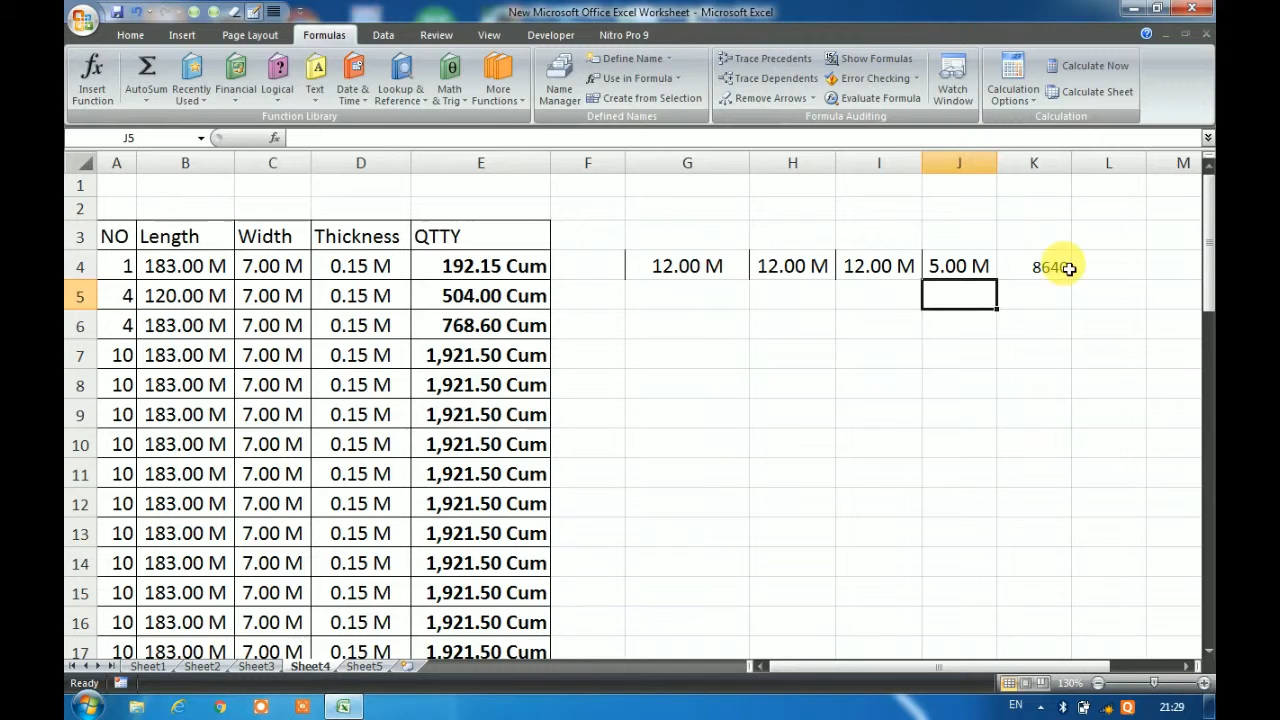 New Microsoft Office Excel Worksheet - Microsoft Excel
Home Insert Page Layout Formulas Data Review View Developer Nitro Pro 9
fx Insert Function
Σ AutoSum
Recently Used
Financial
Logical
Text
Date & Time
Lookup & Reference
Math & Trig
More Functions
Function Library
Name Manager
Define Name
Use in Formula
Create from Selection
Defined Names
Trace Precedents
Trace Dependents
Remove Arrows
Show Formulas
Error Checking
Evaluate Formula
Watch Window
Formula Auditing
Calculation Options
Calculate Now
Calculate Sheet
Calculation
J5 fx
A B C D E F G H I J K L M
1
2
3 NO Length Width Thickness QTTY
4 1 183.00 M 7.00 M 0.15 M 192.15 Cum 12.00 M 12.00 M 12.00 M 5.00 M 8640
5 4 120.00 M 7.00 M 0.15 M 504.00 Cum
6 4 183.00 M 7.00 M 0.15 M 768.60 Cum
7 10 183.00 M 7.00 M 0.15 M 1,921.50 Cum
8 10 183.00 M 7.00 M 0.15 M 1,921.50 Cum
9 10 183.00 M 7.00 M 0.15 M 1,921.50 Cum
10 10 183.00 M 7.00 M 0.15 M 1,921.50 Cum
11 10 183.00 M 7.00 M 0.15 M 1,921.50 Cum
12 10 183.00 M 7.00 M 0.15 M 1,921.50 Cum
13 10 183.00 M 7.00 M 0.15 M 1,921.50 Cum
14 10 183.00 M 7.00 M 0.15 M 1,921.50 Cum
15 10 183.00 M 7.00 M 0.15 M 1,921.50 Cum
16 10 183.00 M 7.00 M 0.15 M 1,921.50 Cum
17 10 183.00 M 7.00 M 0.15 M 1,921.50 Cum
Sheet1 Sheet2 Sheet3 Sheet4 Sheet5
Ready 130%
EN 21:29